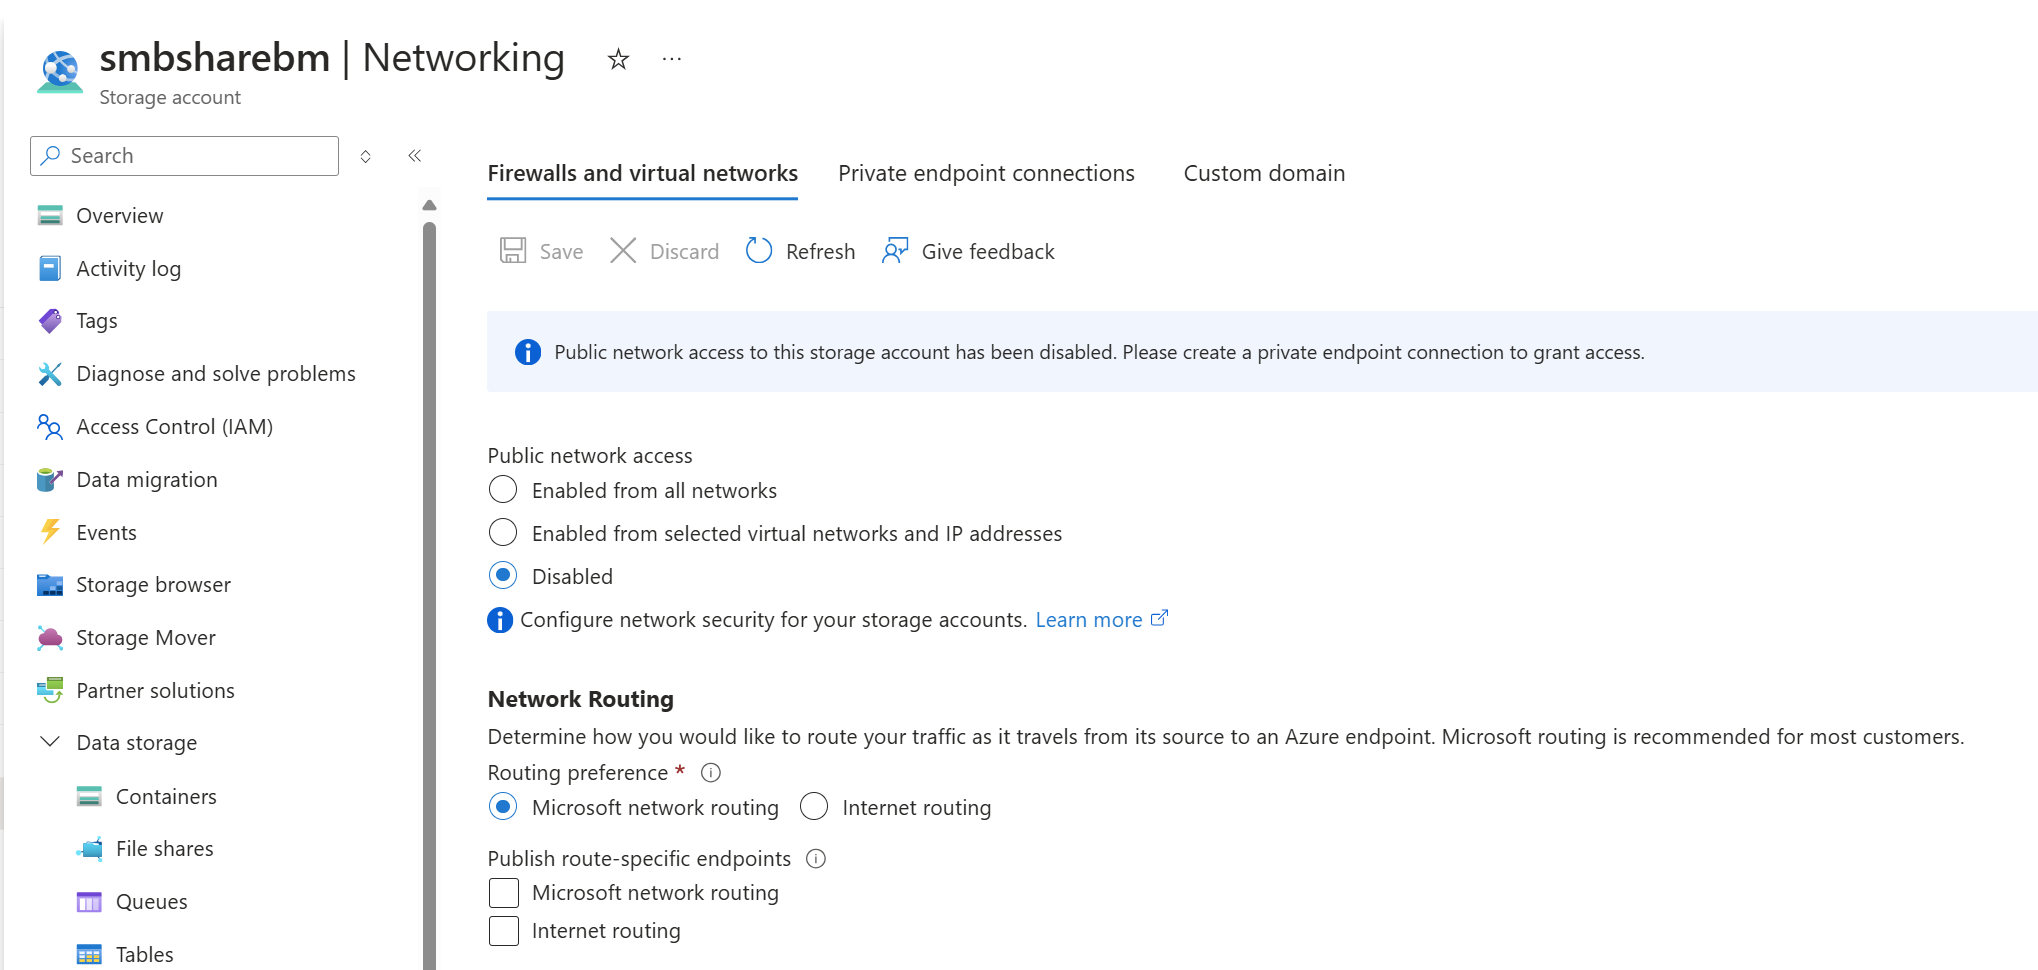 smbsharebm | Networking ☆ ...
Storage account
Search
Overview
Activity log
Tags
Diagnose and solve problems
Access Control (IAM)
Data migration
Events
Storage browser
Storage Mover
Partner solutions
Data storage
Containers
File shares
Queues
Tables
Firewalls and virtual networks Private endpoint connections Custom domain
Save Discard Refresh Give feedback
Public network access to this storage account has been disabled. Please create a private endpoint connection to grant access.
Public network access
Enabled from all networks
Enabled from selected virtual networks and IP addresses
Disabled
Configure network security for your storage accounts. Learn more
Network Routing
Determine how you would like to route your traffic as it travels from its source to an Azure endpoint. Microsoft routing is recommended for most customers.
Routing preference *
Microsoft network routing Internet routing
Publish route-specific endpoints
Microsoft network routing
Internet routing